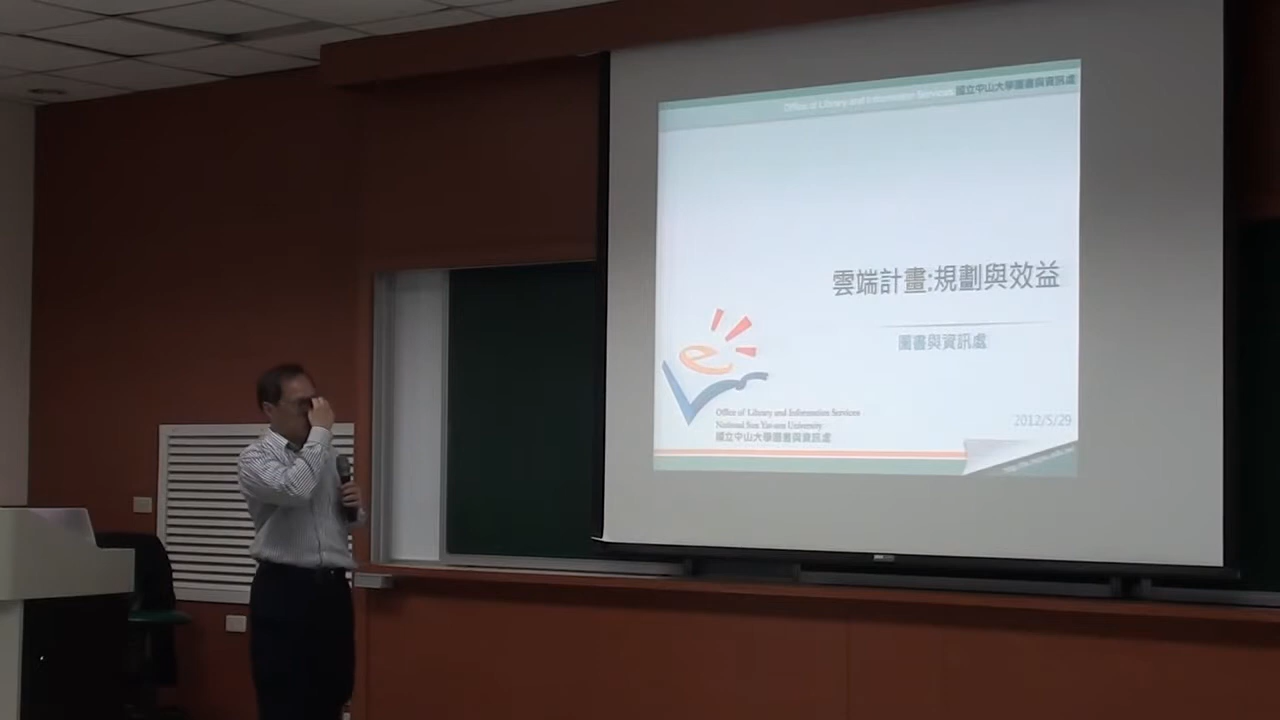 Office of Library and Information Services 國立中山大學圖書與資訊處
雲端計畫:規劃與效益
圖書與資訊處
e
Office of Library and Information Services
National Sun Yat-sen University
國立中山大學圖書與資訊處
2012/5/29